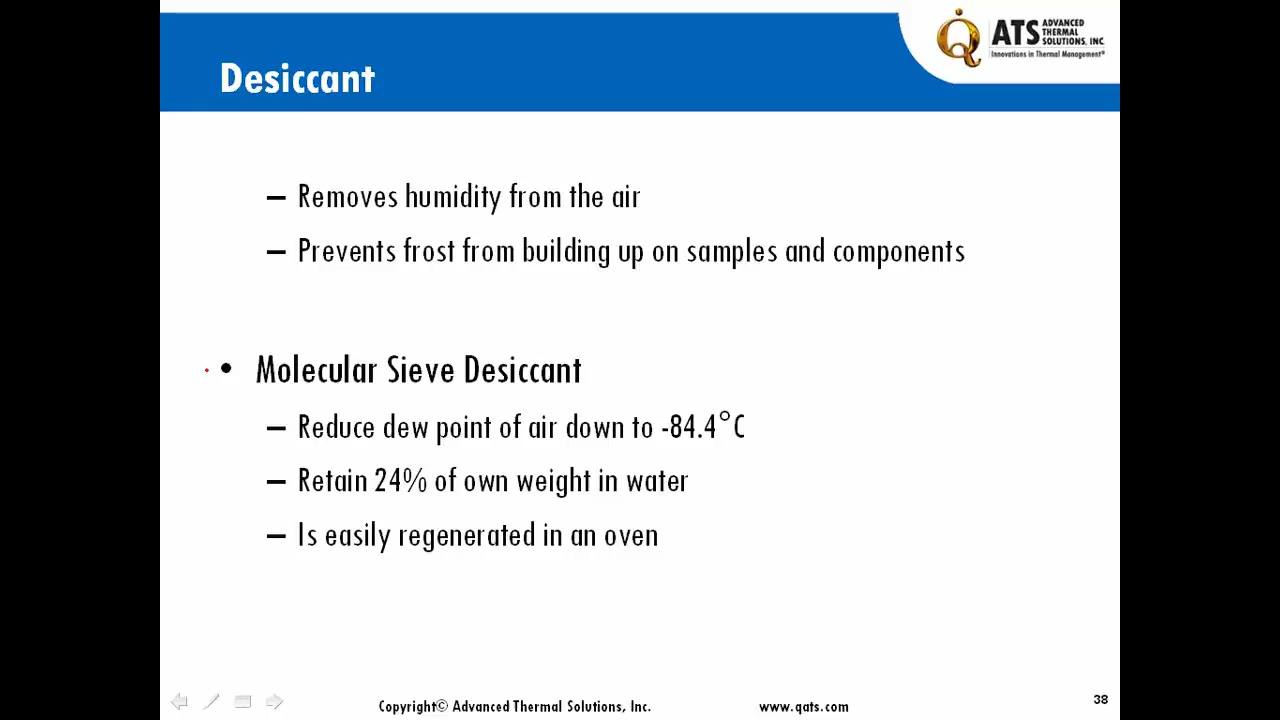 ATS ADVANCED THERMAL SOLUTIONS, INC.
Innovations in Thermal Management®
Desiccant
– Removes humidity from the air
– Prevents frost from building up on samples and components
• Molecular Sieve Desiccant
– Reduce dew point of air down to -84.4°C
– Retain 24% of own weight in water
– Is easily regenerated in an oven
Copyright© Advanced Thermal Solutions, Inc.
www.qats.com
38